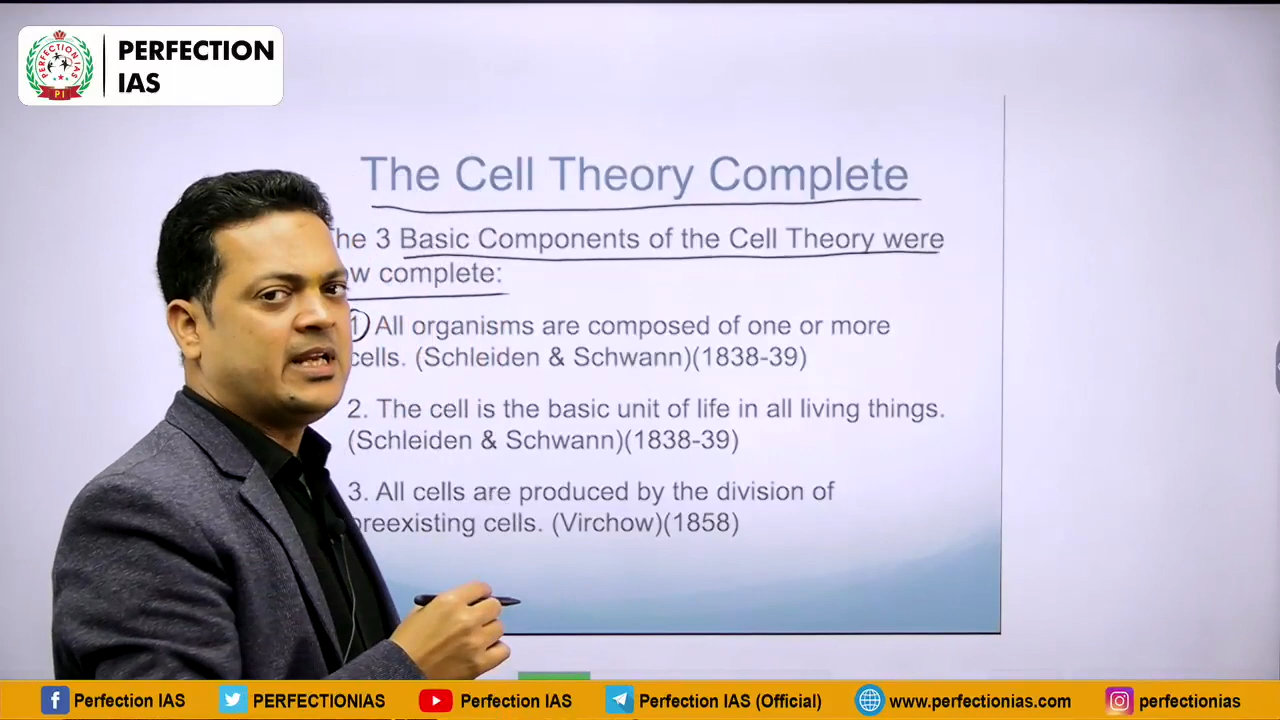 PERFECTION
IAS
PERFECTIONIAS
PI
The Cell Theory Complete
he 3 Basic Components of the Cell Theory were
ow complete:
1) All organisms are composed of one or more
cells. (Schleiden & Schwann)(1838-39)
2. The cell is the basic unit of life in all living things.
(Schleiden & Schwann)(1838-39)
3. All cells are produced by the division of
preexisting cells. (Virchow)(1858)
Perfection IAS
PERFECTIONIAS
Perfection IAS
Perfection IAS (Official)
www.perfectionias.com
perfectionias